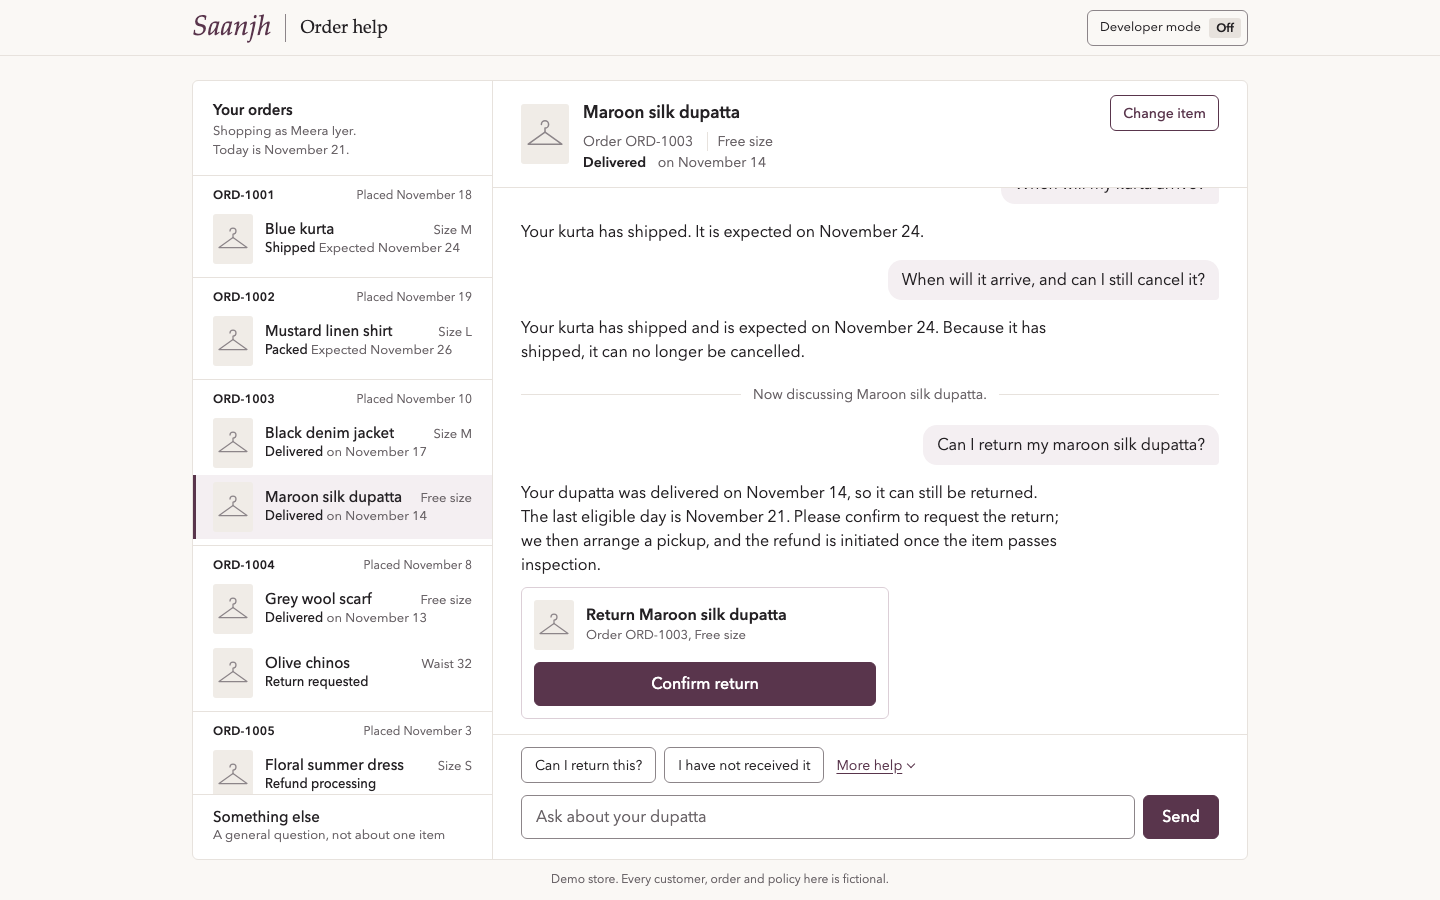 Saanjh
Order help
Developer mode Off
Your orders
Shopping as Meera Iyer.
Today is November 21.
ORD-1001 Placed November 18
Blue kurta Size M
Shipped Expected November 24
ORD-1002 Placed November 19
Mustard linen shirt Size L
Packed Expected November 26
ORD-1003 Placed November 10
Black denim jacket Size M
Delivered on November 17
Maroon silk dupatta Free size
Delivered on November 14
ORD-1004 Placed November 8
Grey wool scarf Free size
Delivered on November 13
Olive chinos Waist 32
Return requested
ORD-1005 Placed November 3
Floral summer dress Size S
Refund processing
Something else
A general question, not about one item
Maroon silk dupatta
Order ORD-1003 Free size
Delivered on November 14
Change item
When will my kurta arrive?
Your kurta has shipped. It is expected on November 24.
When will it arrive, and can I still cancel it?
Your kurta has shipped and is expected on November 24. Because it has
shipped, it can no longer be cancelled.
Now discussing Maroon silk dupatta.
Can I return my maroon silk dupatta?
Your dupatta was delivered on November 14, so it can still be returned.
The last eligible day is November 21. Please confirm to request the return;
we then arrange a pickup, and the refund is initiated once the item passes
inspection.
Return Maroon silk dupatta
Order ORD-1003, Free size
Confirm return
Can I return this? I have not received it More help
Ask about your dupatta Send
Demo store. Every customer, order and policy here is fictional.